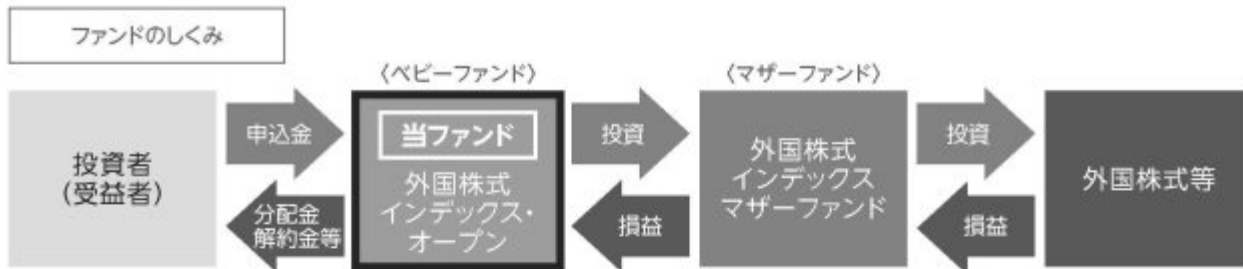 ファンドのしくみ
〈ベビーファンド〉
〈マザーファンド〉
投資者
(受益者)
申込金
分配金
解約金等
当ファンド
外国株式
インデックス・
オープン
投資
損益
外国株式
インデックス
マザーファンド
投資
損益
外国株式等